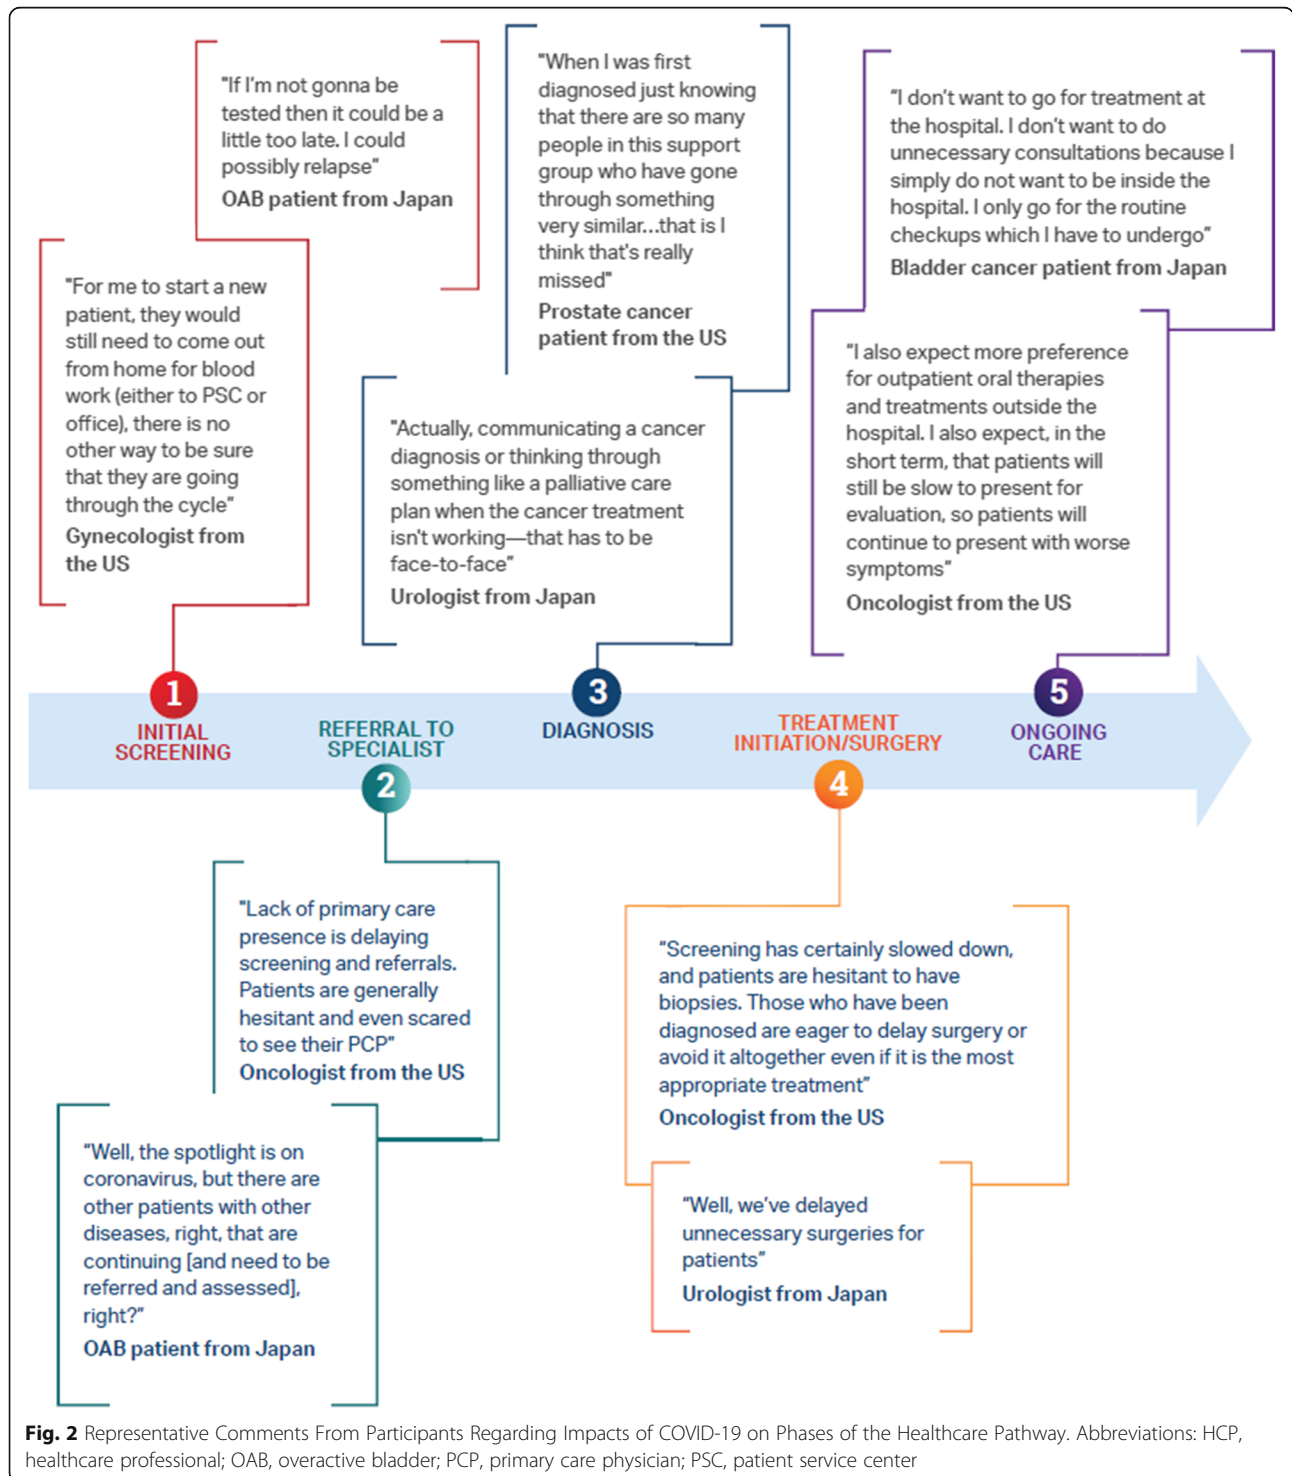 "If I'm not gonna be
tested then it could be a
little too late. I could
possibly relapse"
OAB patient from Japan
"For me to start a new
patient, they would
still need to come out
from home for blood
work (either to PSC or
office), there is no
other way to be sure
that they are going
through the cycle"
Gynecologist from
the US
"When I was first
diagnosed just knowing
that there are so many
people in this support
group who have gone
through something
very similar...that is I
think that's really
missed"
Prostate cancer
patient from the US
"Actually, communicating a cancer
diagnosis or thinking through
something like a palliative care
plan when the cancer treatment
isn't working—that has to be
face-to-face"
Urologist from Japan
"I don't want to go for treatment at
the hospital. I don't want to do
unnecessary consultations because I
simply do not want to be inside the
hospital. I only go for the routine
checkups which I have to undergo"
Bladder cancer patient from Japan
"I also expect more preference
for outpatient oral therapies
and treatments outside the
hospital. I also expect, in the
short term, that patients will
still be slow to present for
evaluation, so patients will
continue to present with worse
symptoms"
Oncologist from the US
1
INITIAL
SCREENING
REFERRAL TO
SPECIALIST
2
3
DIAGNOSIS
TREATMENT
INITIATION/SURGERY
4
5
ONGOING
CARE
"Lack of primary care
presence is delaying
screening and referrals.
Patients are generally
hesitant and even scared
to see their PCP"
Oncologist from the US
"Well, the spotlight is on
coronavirus, but there are
other patients with other
diseases, right, that are
continuing [and need to be
referred and assessed],
right?"
OAB patient from Japan
"Screening has certainly slowed down,
and patients are hesitant to have
biopsies. Those who have been
diagnosed are eager to delay surgery or
avoid it altogether even if it is the most
appropriate treatment"
Oncologist from the US
"Well, we've delayed
unnecessary surgeries for
patients"
Urologist from Japan
Fig. 2 Representative Comments From Participants Regarding Impacts of COVID-19 on Phases of the Healthcare Pathway. Abbreviations: HCP,
healthcare professional; OAB, overactive bladder; PCP, primary care physician; PSC, patient service center